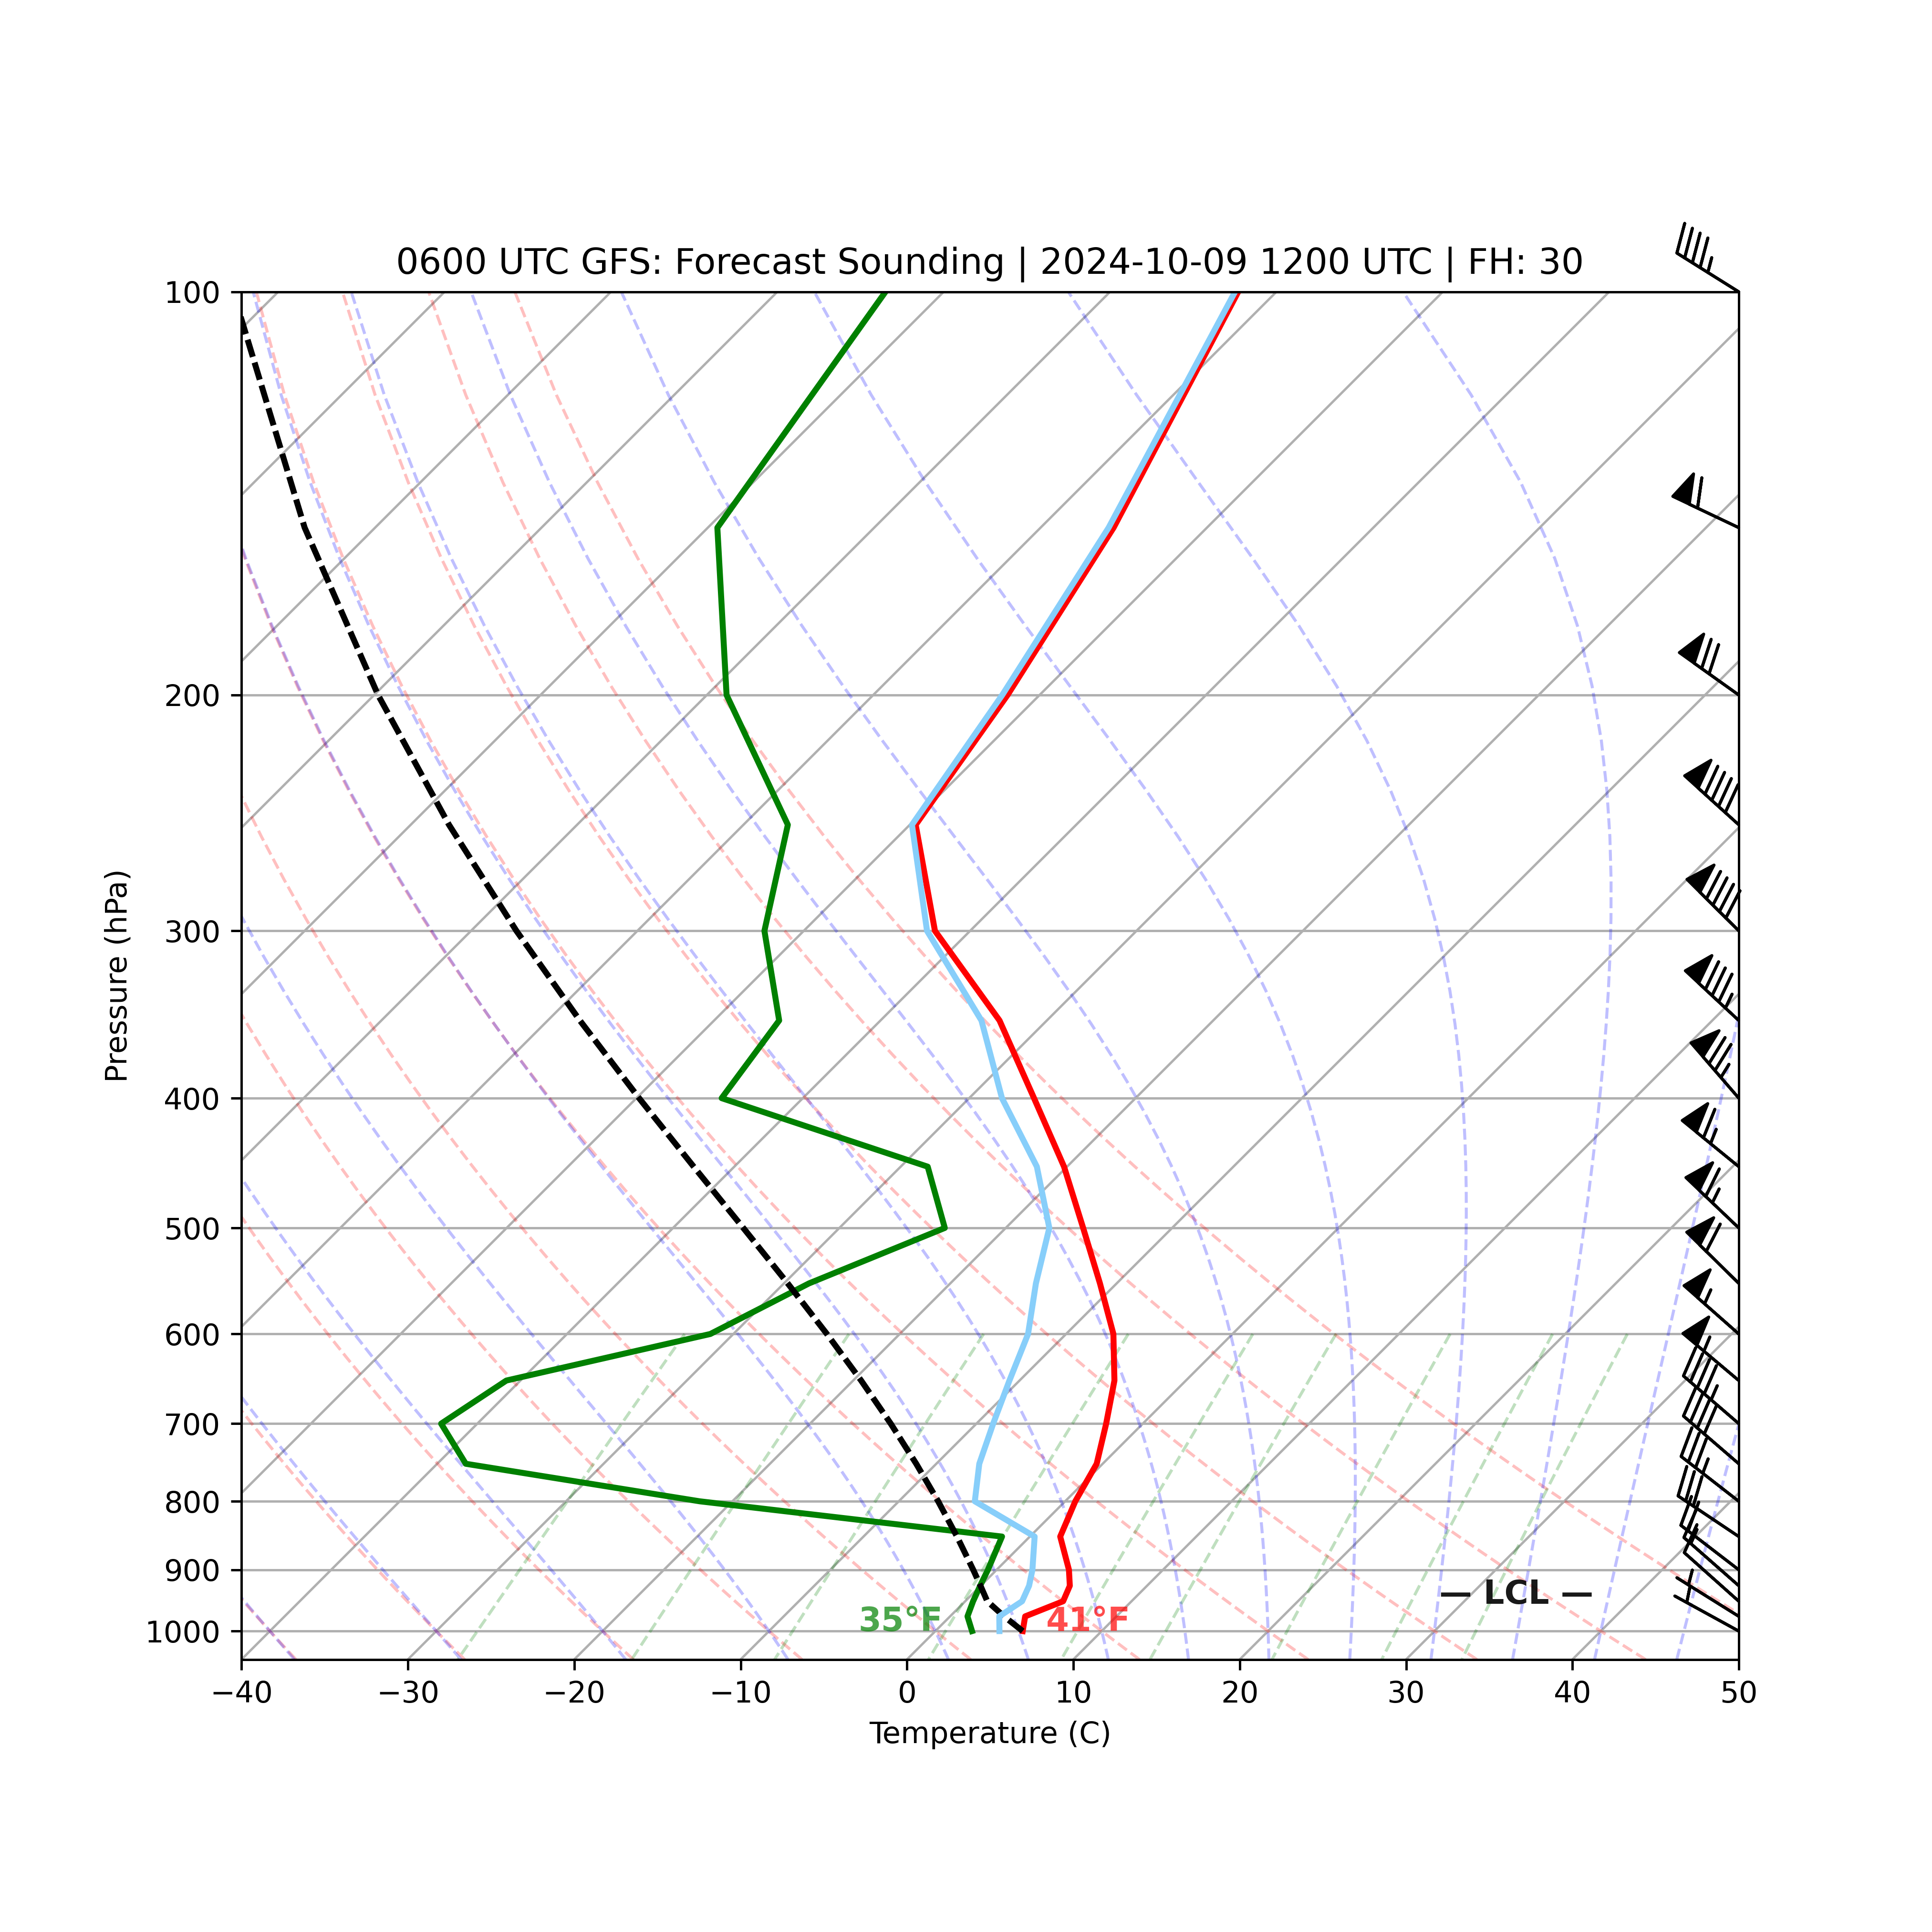 0600 UTC GFS: Forecast Sounding | 2024-10-09 1200 UTC | FH: 30
100
200
300
400
500
600
700
800
900
1000
Pressure (hPa)
35°F
41°F
— LCL —
−40 −30 −20 −10 0 10 20 30 40 50
Temperature (C)